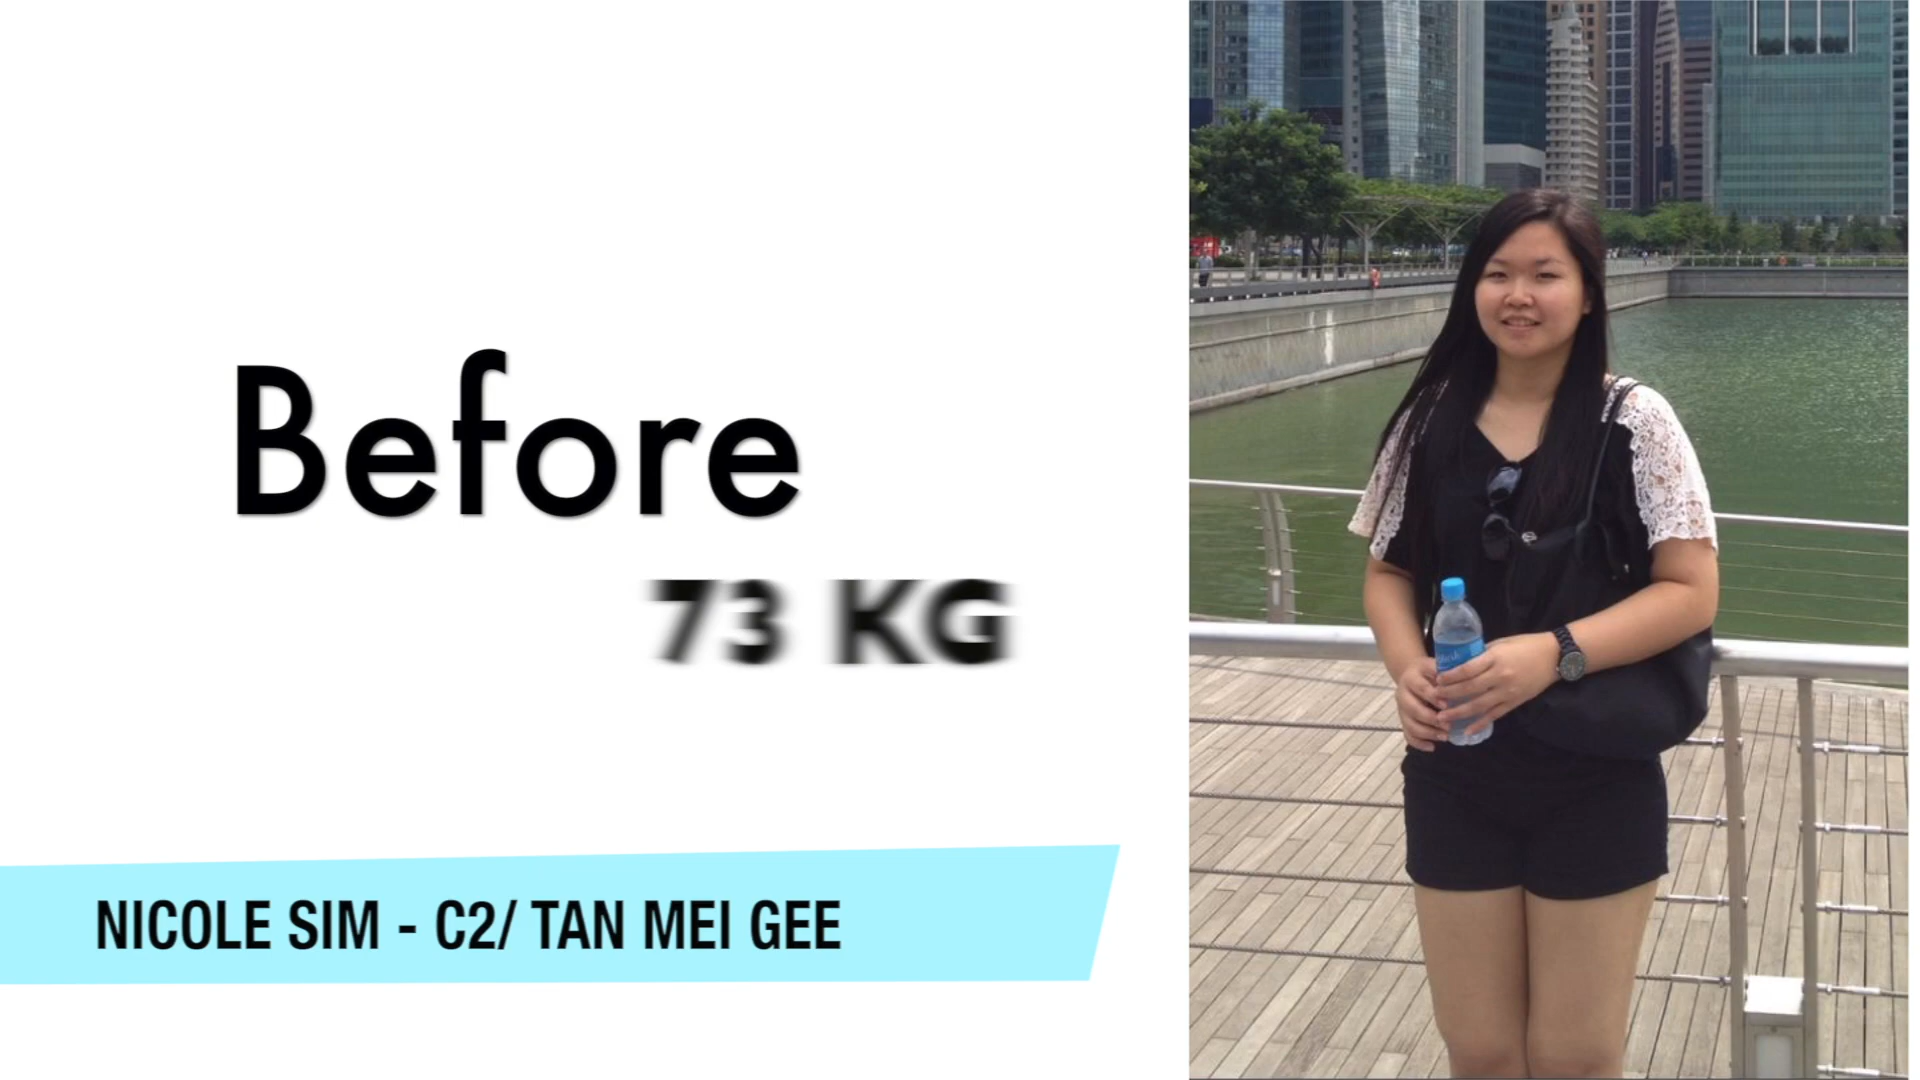 Before
73 KG
NICOLE SIM - C2/ TAN MEI GEE